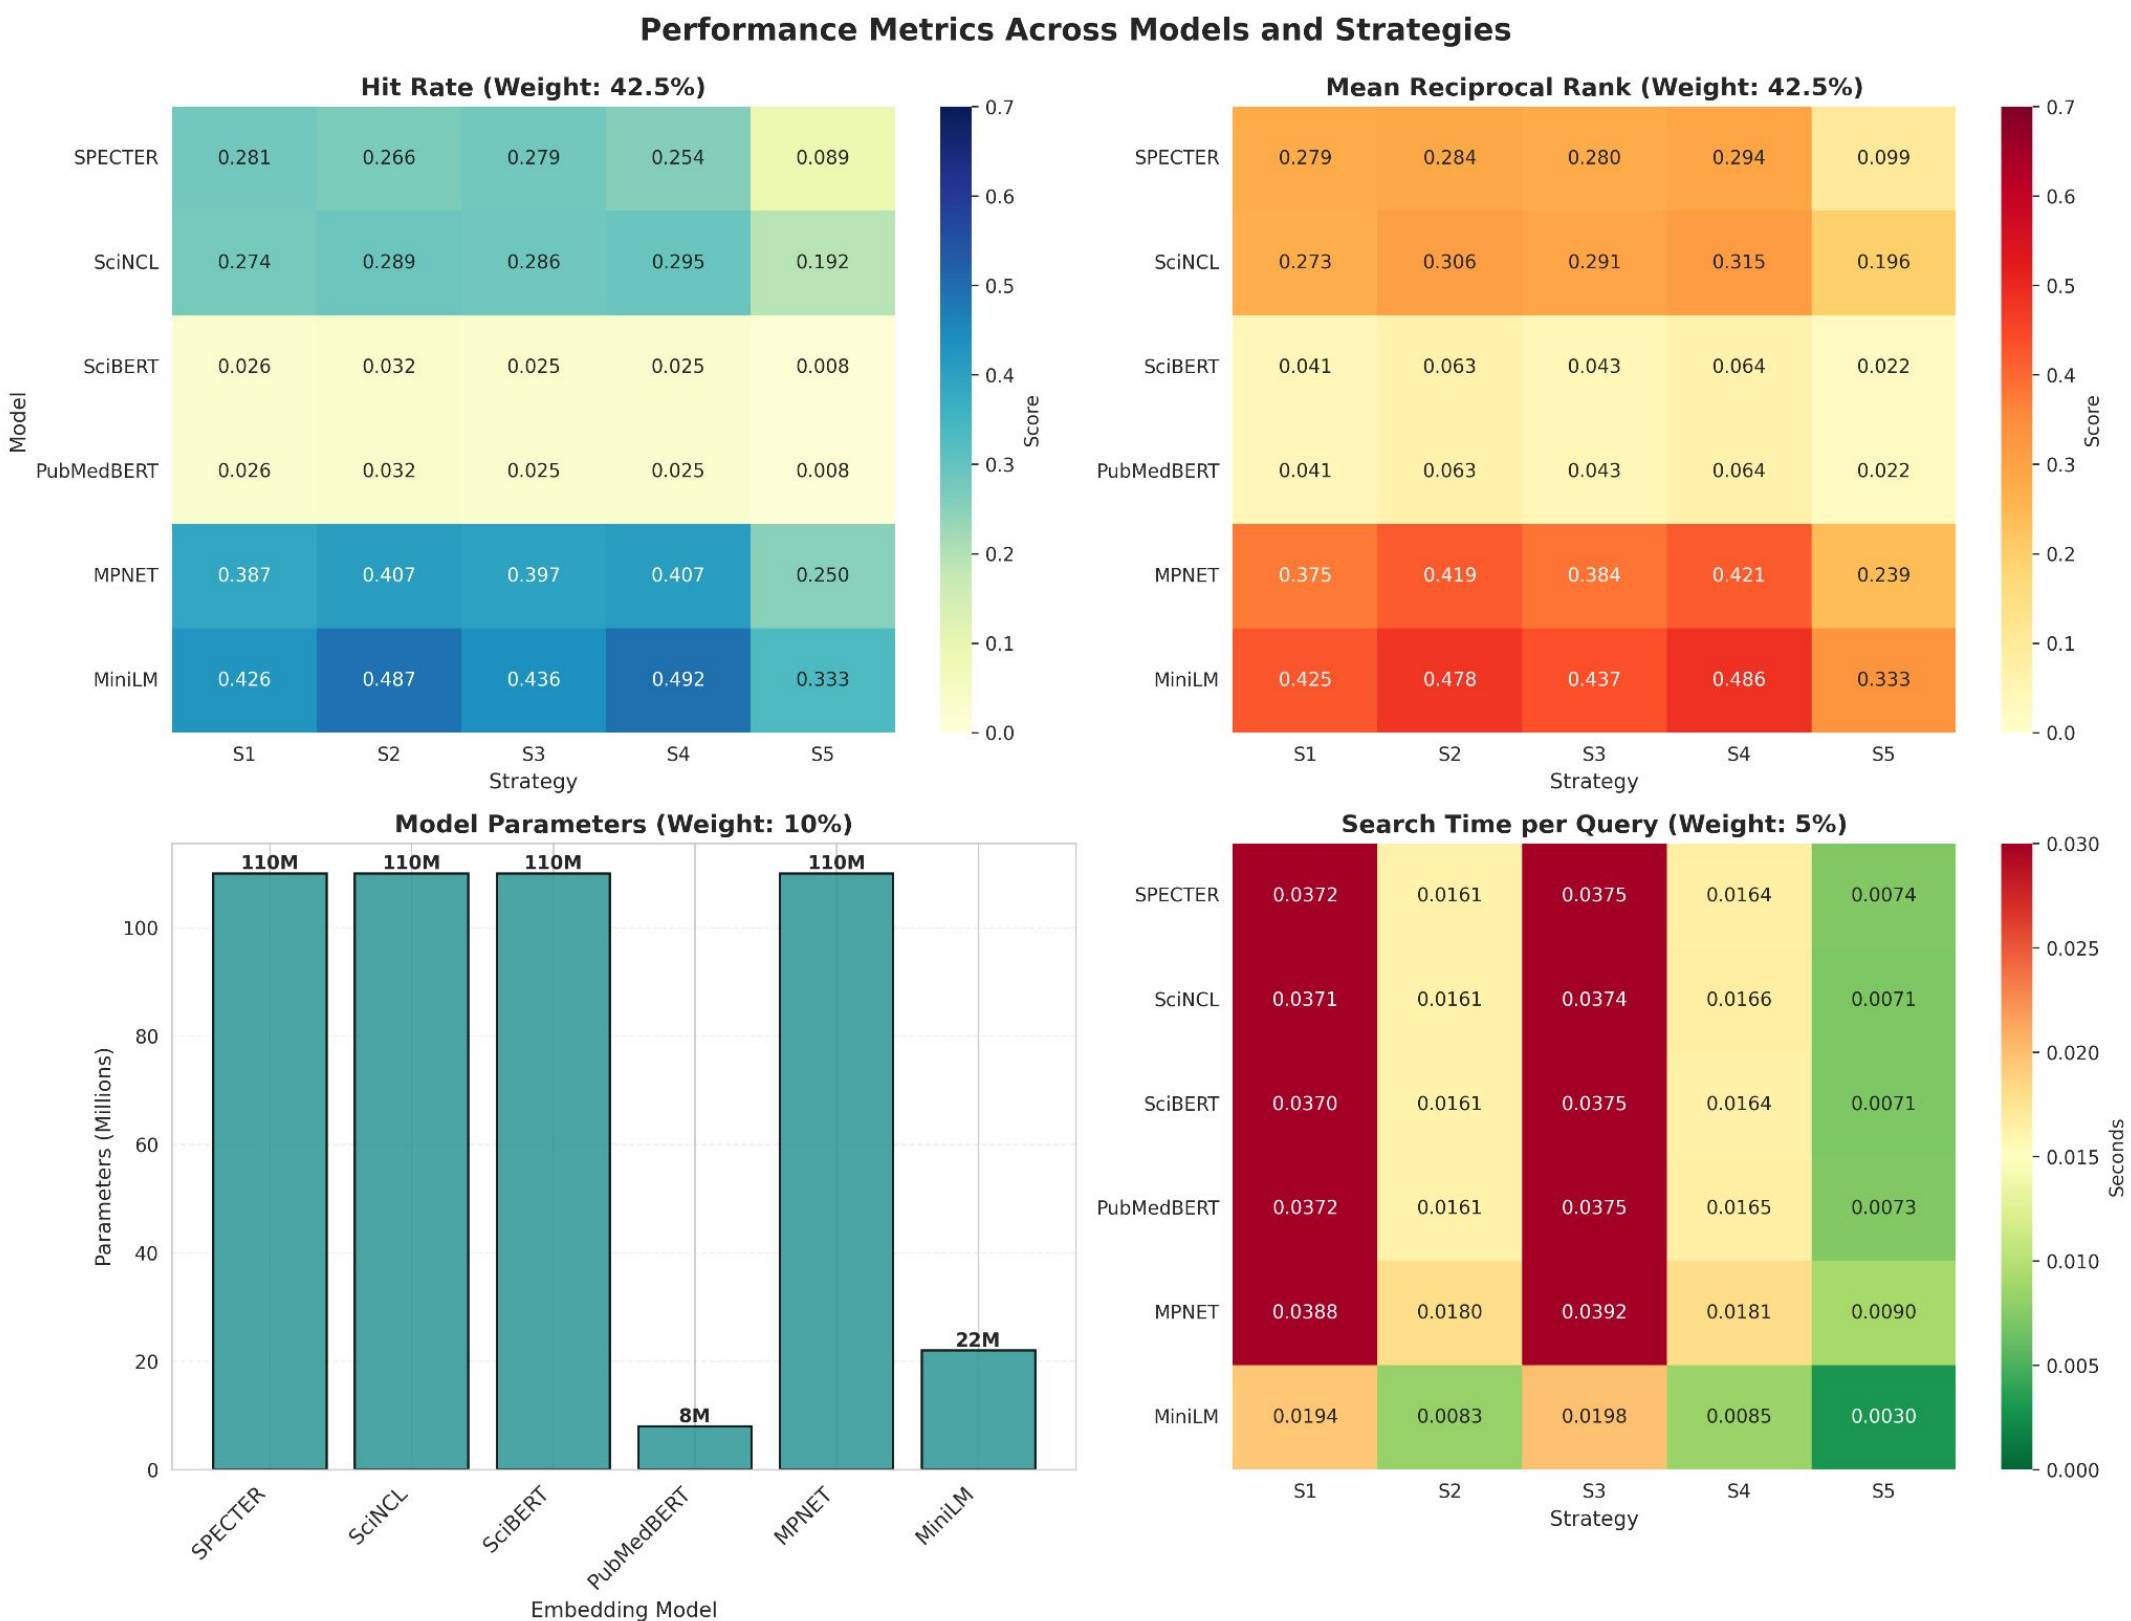 Performance Metrics Across Models and Strategies
Hit Rate (Weight: 42.5%)
Model
SPECTER 0.281 0.266 0.279 0.254 0.089
SciNCL 0.274 0.289 0.286 0.295 0.192
SciBERT 0.026 0.032 0.025 0.025 0.008
PubMedBERT 0.026 0.032 0.025 0.025 0.008
MPNET 0.387 0.407 0.397 0.407 0.250
MiniLM 0.426 0.487 0.436 0.492 0.333
S1 S2 S3 S4 S5
Strategy
0.7
0.6
0.5
0.4
0.3
0.2
0.1
0.0
Score
Mean Reciprocal Rank (Weight: 42.5%)
SPECTER 0.279 0.284 0.280 0.294 0.099
SciNCL 0.273 0.306 0.291 0.315 0.196
SciBERT 0.041 0.063 0.043 0.064 0.022
PubMedBERT 0.041 0.063 0.043 0.064 0.022
MPNET 0.375 0.419 0.384 0.421 0.239
MiniLM 0.425 0.478 0.437 0.486 0.333
S1 S2 S3 S4 S5
Strategy
0.7
0.6
0.5
0.4
0.3
0.2
0.1
0.0
Score
Model Parameters (Weight: 10%)
Parameters (Millions)
100
80
60
40
20
0
110M 110M 110M 8M 110M 22M
SPECTER SciNCL SciBERT PubMedBERT MPNET MiniLM
Embedding Model
Search Time per Query (Weight: 5%)
SPECTER 0.0372 0.0161 0.0375 0.0164 0.0074
SciNCL 0.0371 0.0161 0.0374 0.0166 0.0071
SciBERT 0.0370 0.0161 0.0375 0.0164 0.0071
PubMedBERT 0.0372 0.0161 0.0375 0.0165 0.0073
MPNET 0.0388 0.0180 0.0392 0.0181 0.0090
MiniLM 0.0194 0.0083 0.0198 0.0085 0.0030
S1 S2 S3 S4 S5
Strategy
0.030
0.025
0.020
0.015
0.010
0.005
0.000
Seconds